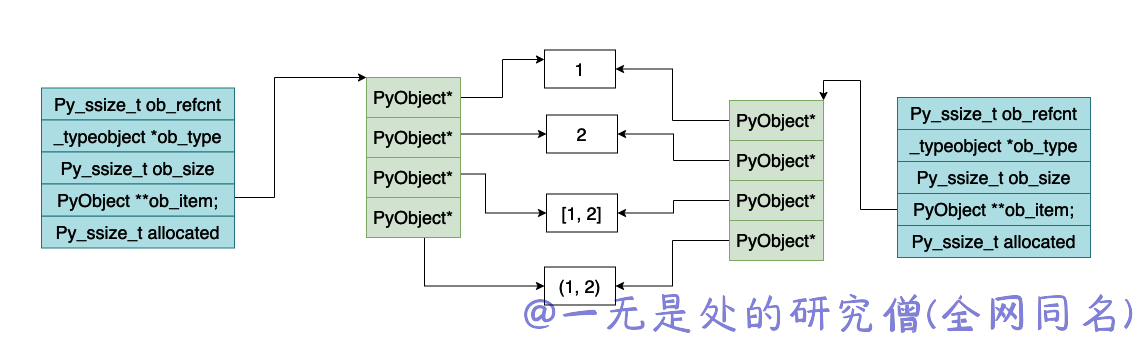 Py_ssize_t ob_refcnt
_typeobject *ob_type
Py_ssize_t ob_size
PyObject **ob_item;
Py_ssize_t allocated
PyObject*
PyObject*
PyObject*
PyObject*
1
2
[1, 2]
(1, 2)
PyObject*
PyObject*
PyObject*
PyObject*
Py_ssize_t ob_refcnt
_typeobject *ob_type
Py_ssize_t ob_size
PyObject **ob_item;
Py_ssize_t allocated
@一无是处的研究僧(全网同名)